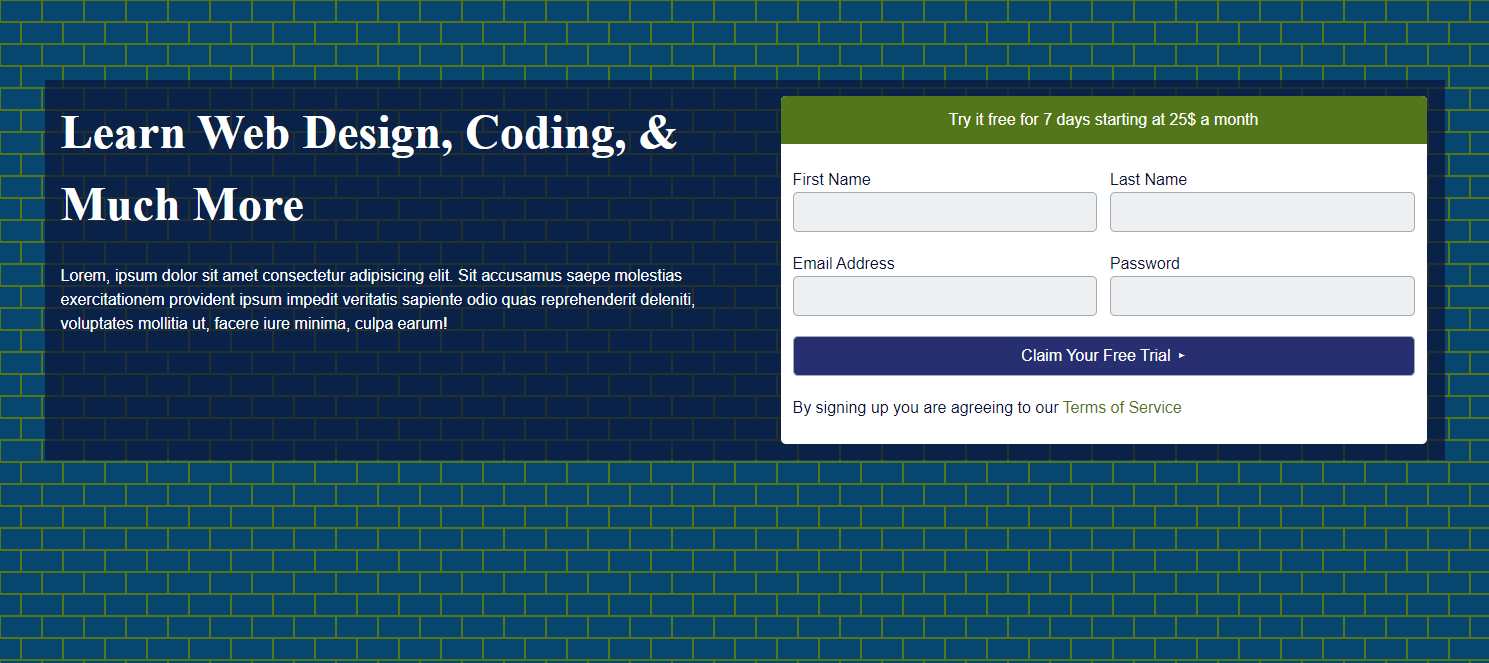 Learn Web Design, Coding, &
Much More
Lorem, ipsum dolor sit amet consectetur adipisicing elit. Sit accusamus saepe molestias
exercitationem provident ipsum impedit veritatis sapiente odio quas reprehenderit deleniti,
voluptates mollitia ut, facere iure minima, culpa earum!
Try it free for 7 days starting at 25$ a month
First Name
Last Name
Email Address
Password
Claim Your Free Trial ‣
By signing up you are agreeing to our Terms of Service